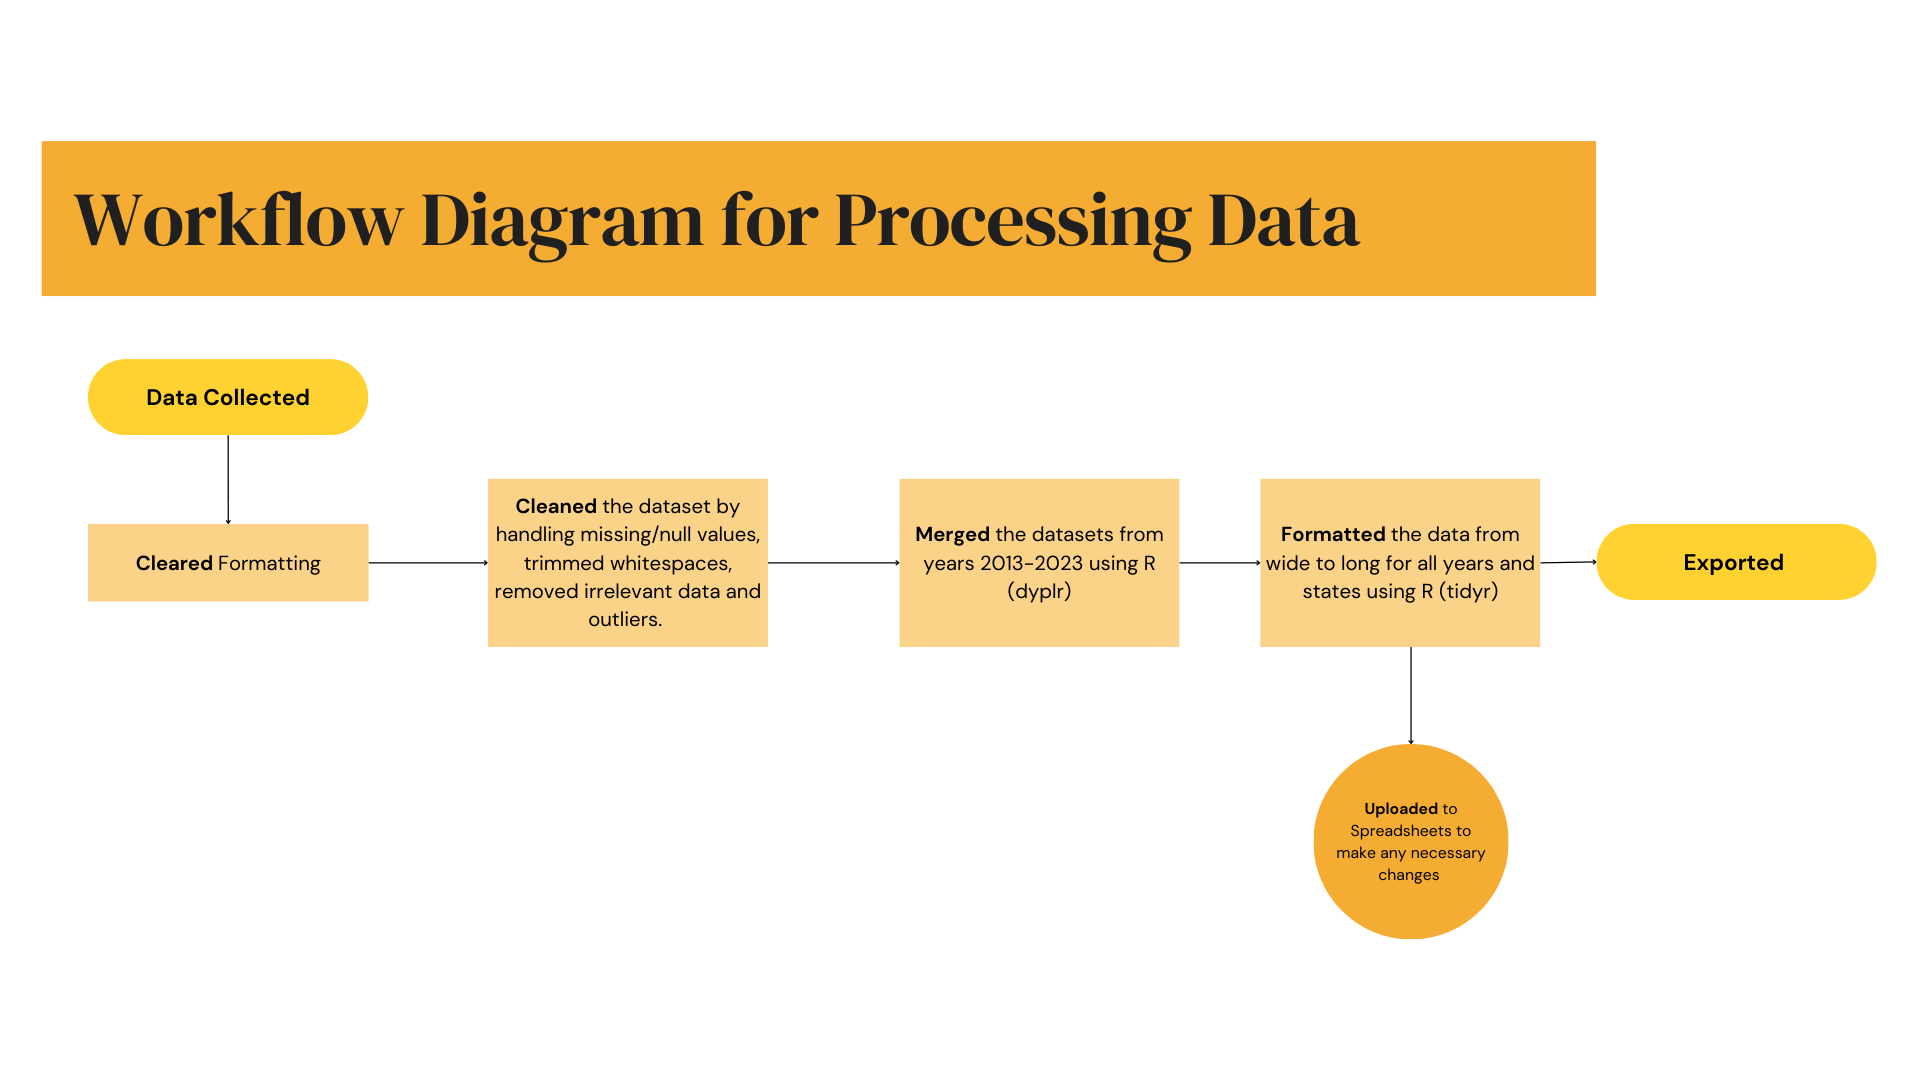 Workflow Diagram for Processing Data
Data Collected
Cleared Formatting
Cleaned the dataset by
handling missing/null values,
trimmed whitespaces,
removed irrelevant data and
outliers.
Merged the datasets from
years 2013-2023 using R
(dyplr)
Formatted the data from
wide to long for all years and
states using R (tidyr)
Exported
Uploaded to
Spreadsheets to
make any necessary
changes